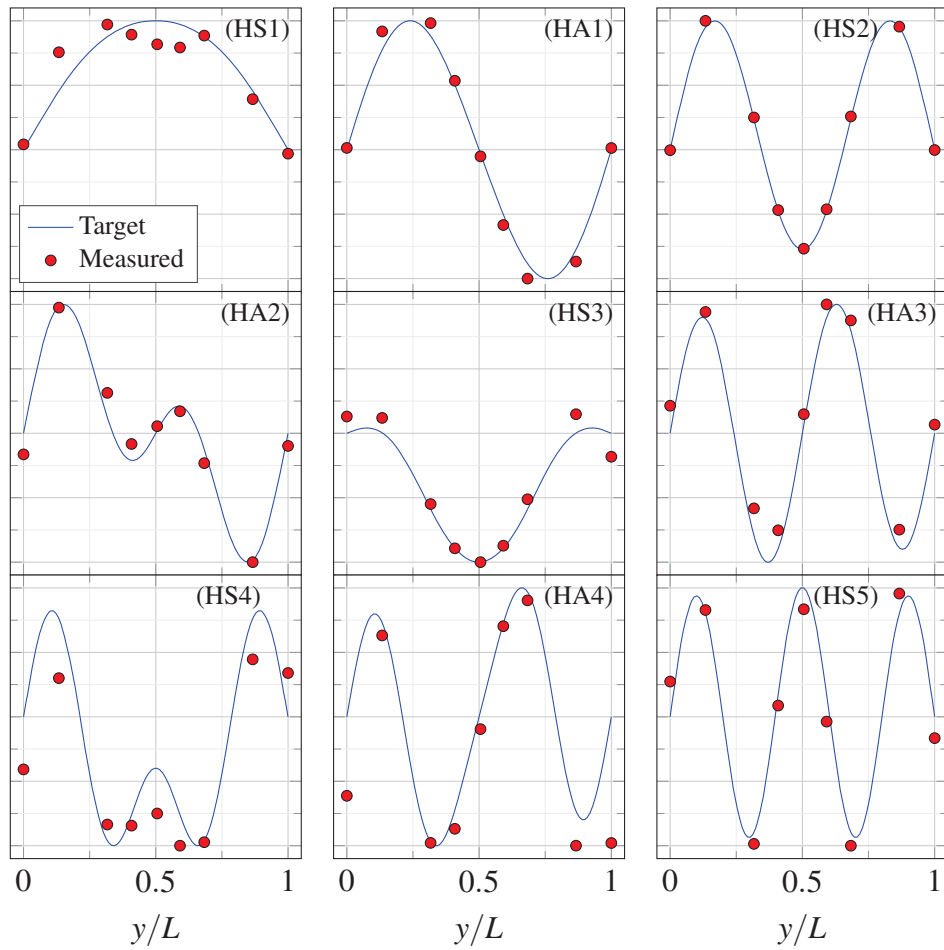 (HS1)
(HA1)
(HS2)
Target
Measured
(HA2)
(HS3)
(HA3)
(HS4)
(HA4)
(HS5)
0 0.5 1
0 0.5 1
0 0.5 1
y/L
y/L
y/L